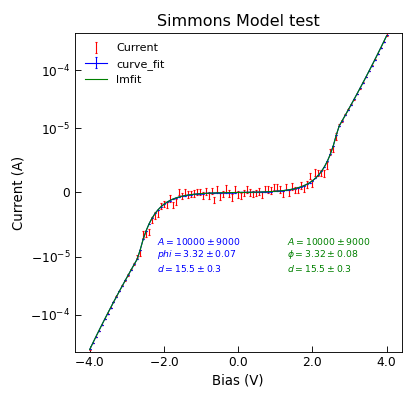 Simmons Model test
Current
curve_fit
lmfit
Current (A)
10⁻⁴
10⁻⁵
0
−10⁻⁵
−10⁻⁴
A = 10000 ± 9000
phi = 3.32 ± 0.07
d = 15.5 ± 0.3
A = 10000 ± 9000
ϕ = 3.32 ± 0.08
d = 15.5 ± 0.3
−4.0 −2.0 0.0 2.0 4.0
Bias (V)